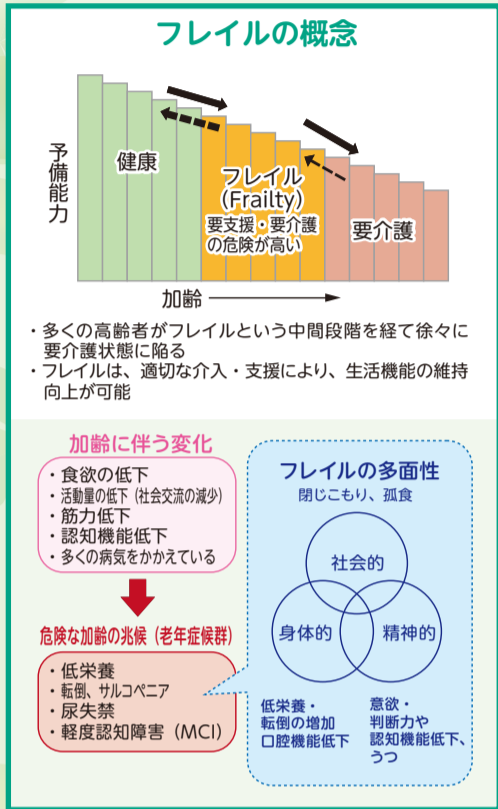 フレイルの概念
予備能力
健康
フレイル
(Frailty)
要支援・要介護
の危険が高い
要介護
加齢
・多くの高齢者がフレイルという中間段階を経て徐々に
要介護状態に陥る
・フレイルは、適切な介入・支援により、生活機能の維持
向上が可能
加齢に伴う変化
・食欲の低下
・活動量の低下（社会交流の減少）
・筋力低下
・認知機能低下
・多くの病気をかかえている
危険な加齢の兆候（老年症候群）
・低栄養
・転倒、サルコペニア
・尿失禁
・軽度認知障害（MCI）
フレイルの多面性
閉じこもり、孤食
社会的
身体的
精神的
低栄養・
転倒の増加
口腔機能低下
意欲・
判断力や
認知機能低下、
うつ